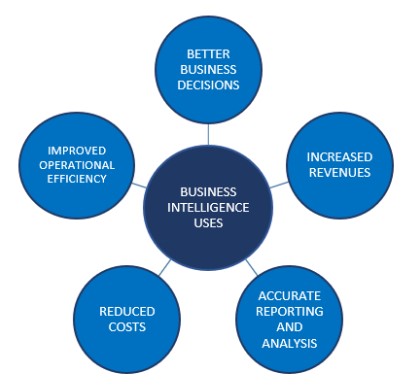 BETTER
BUSINESS
DECISIONS
IMPROVED
OPERATIONAL
EFFICIENCY
INCREASED
REVENUES
BUSINESS
INTELLIGENCE
USES
REDUCED
COSTS
ACCURATE
REPORTING
AND
ANALYSIS